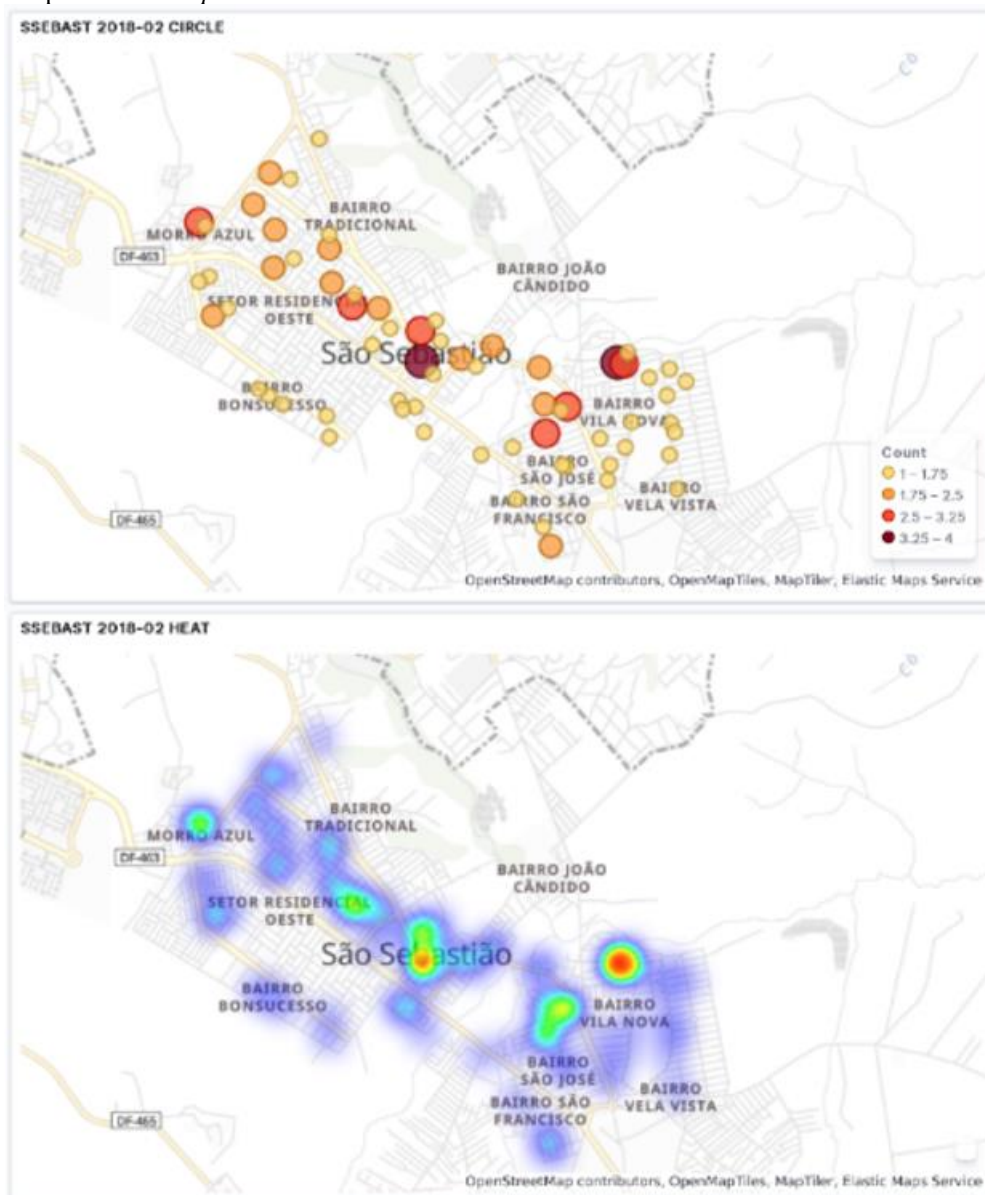 SSEBAST 2018-02 CIRCLE
BAIRRO
TRADICIONAL
MORRO AZUL
DF-463
BAIRRO JOÃO
CÂNDIDO
SETOR RESIDENCIAL
OESTE
São Sebastião
BAIRRO
BONSUCESSO
BAIRRO
VILA NOVA
BAIRRO
SÃO JOSÉ
BAIRRO SÃO
FRANCISCO
BAIRRO
VELA VISTA
DF-465
Count
1 - 1.75
1.75 - 2.5
2.5 - 3.25
3.25 - 4
OpenStreetMap contributors, OpenMapTiles, MapTiler, Elastic Maps Service
SSEBAST 2018-02 HEAT
BAIRRO
TRADICIONAL
MORRO AZUL
DF-463
BAIRRO JOÃO
CÂNDIDO
SETOR RESIDENCIAL
OESTE
São Sebastião
BAIRRO
BONSUCESSO
BAIRRO
VILA NOVA
BAIRRO
SÃO JOSÉ
BAIRRO SÃO
FRANCISCO
BAIRRO
VELA VISTA
DF-465
OpenStreetMap contributors, OpenMapTiles, MapTiler, Elastic Maps Service